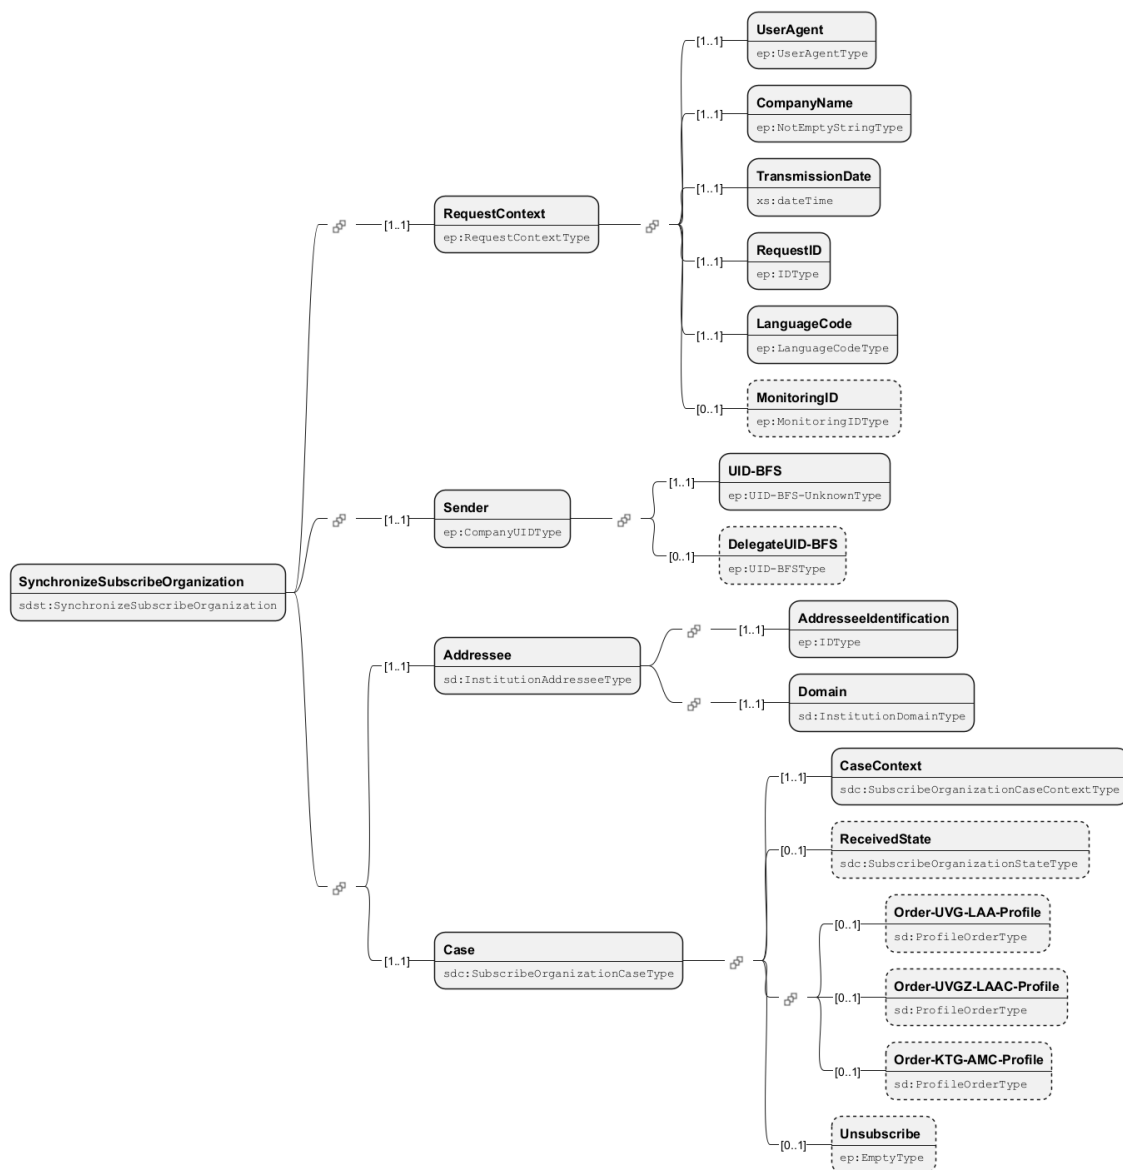 UserAgent
[1..1]
ep:UserAgentType
CompanyName
[1..1]
ep:NotEmptyStringType
TransmissionDate
[1..1]
xs:dateTime
RequestContext
[1..1]
ep:RequestContextType
RequestID
[1..1]
ep:IDType
LanguageCode
[1..1]
ep:LanguageCodeType
MonitoringID
[0..1]
ep:MonitoringIDType
UID-BFS
[1..1]
ep:UID-BFS-UnknownType
Sender
[1..1]
ep:CompanyUIDType
DelegateUID-BFS
[0..1]
ep:UID-BFSType
SynchronizeSubscribeOrganization
sdst:SynchronizeSubscribeOrganization
AddresseeIdentification
[1..1]
ep:IDType
Addressee
[1..1]
sd:InstitutionAddresseeType
Domain
[1..1]
sd:InstitutionDomainType
CaseContext
[1..1]
sdc:SubscribeOrganizationCaseContextType
ReceivedState
[0..1]
sdc:SubscribeOrganizationStateType
Order-UVG-LAA-Profile
[0..1]
sd:ProfileOrderType
Case
[1..1]
sdc:SubscribeOrganizationCaseType
Order-UVGZ-LAAC-Profile
[0..1]
sd:ProfileOrderType
Order-KTG-AMC-Profile
[0..1]
sd:ProfileOrderType
Unsubscribe
[0..1]
ep:EmptyType